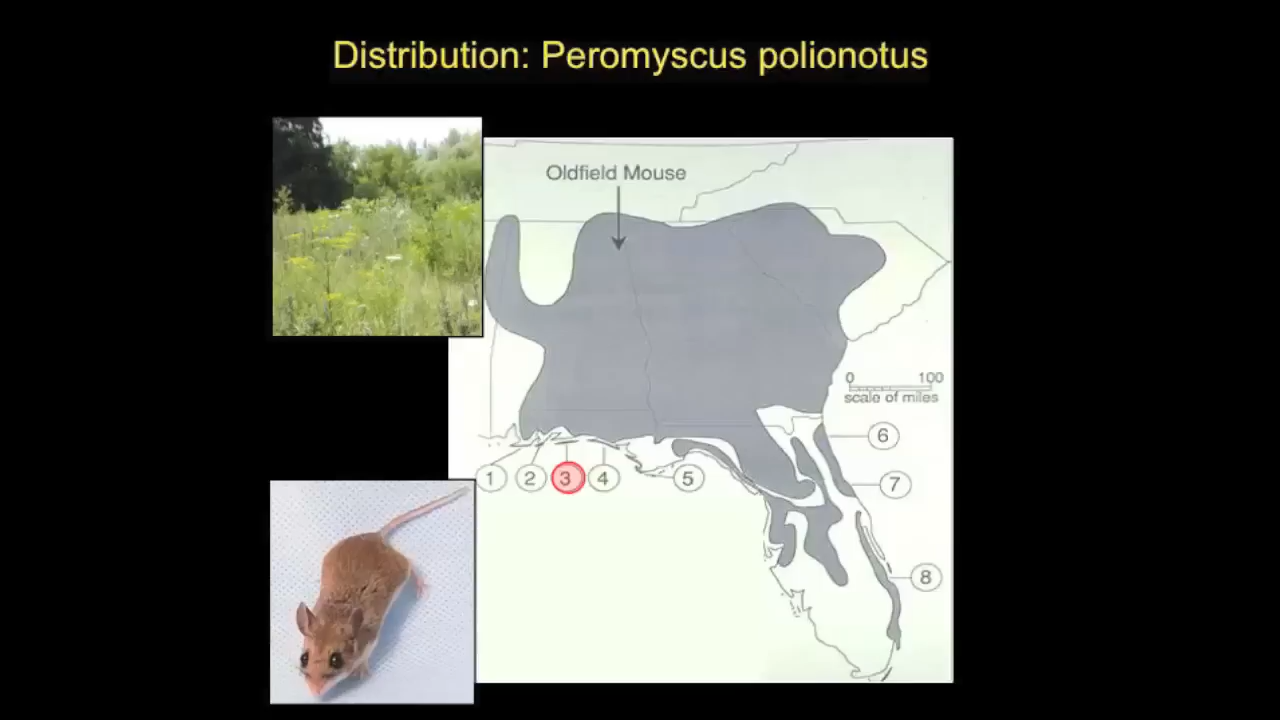 Distribution: Peromyscus polionotus
Oldfield Mouse
0 100
scale of miles
6
1 2 3 4 5 7
8